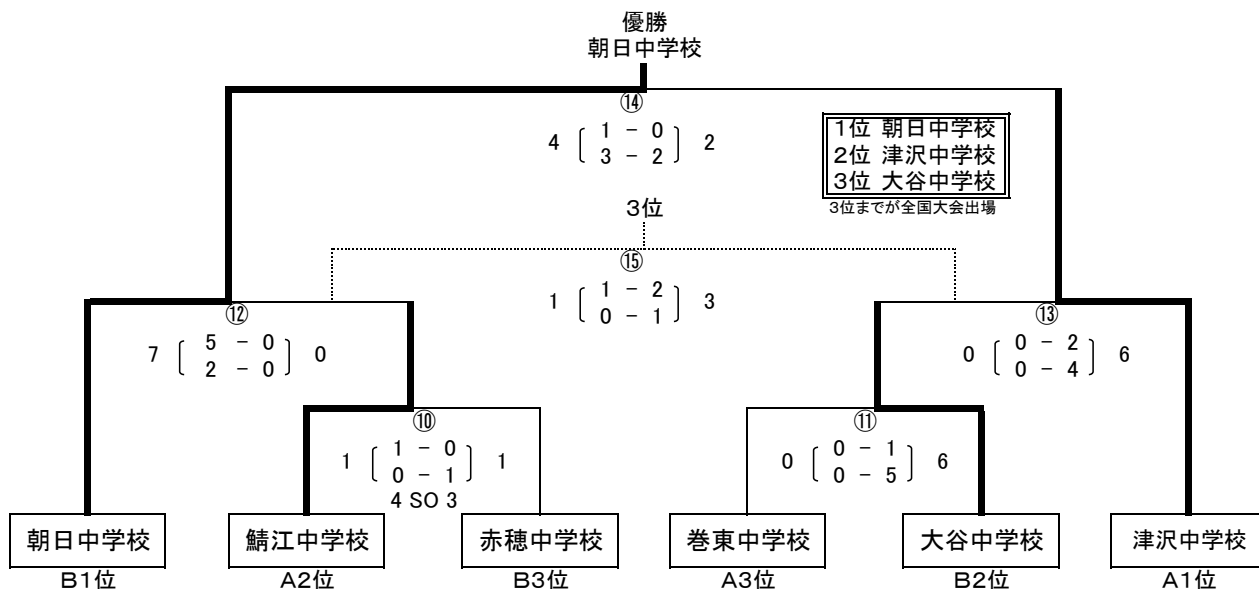 優勝
朝日中学校
⑭
4 1 － 0 2
3 － 2
1位 朝日中学校
2位 津沢中学校
3位 大谷中学校
3位までが全国大会出場
3位
⑮
1 1 － 2 3
0 － 1
⑫
7 5 － 0 0
2 － 0
⑬
0 0 － 2 6
0 － 4
⑩
1 1 － 0 1
0 － 1
4 SO 3
⑪
0 0 － 1 6
0 － 5
朝日中学校 鯖江中学校 赤穂中学校 巻東中学校 大谷中学校 津沢中学校
B1位 A2位 B3位 A3位 B2位 A1位